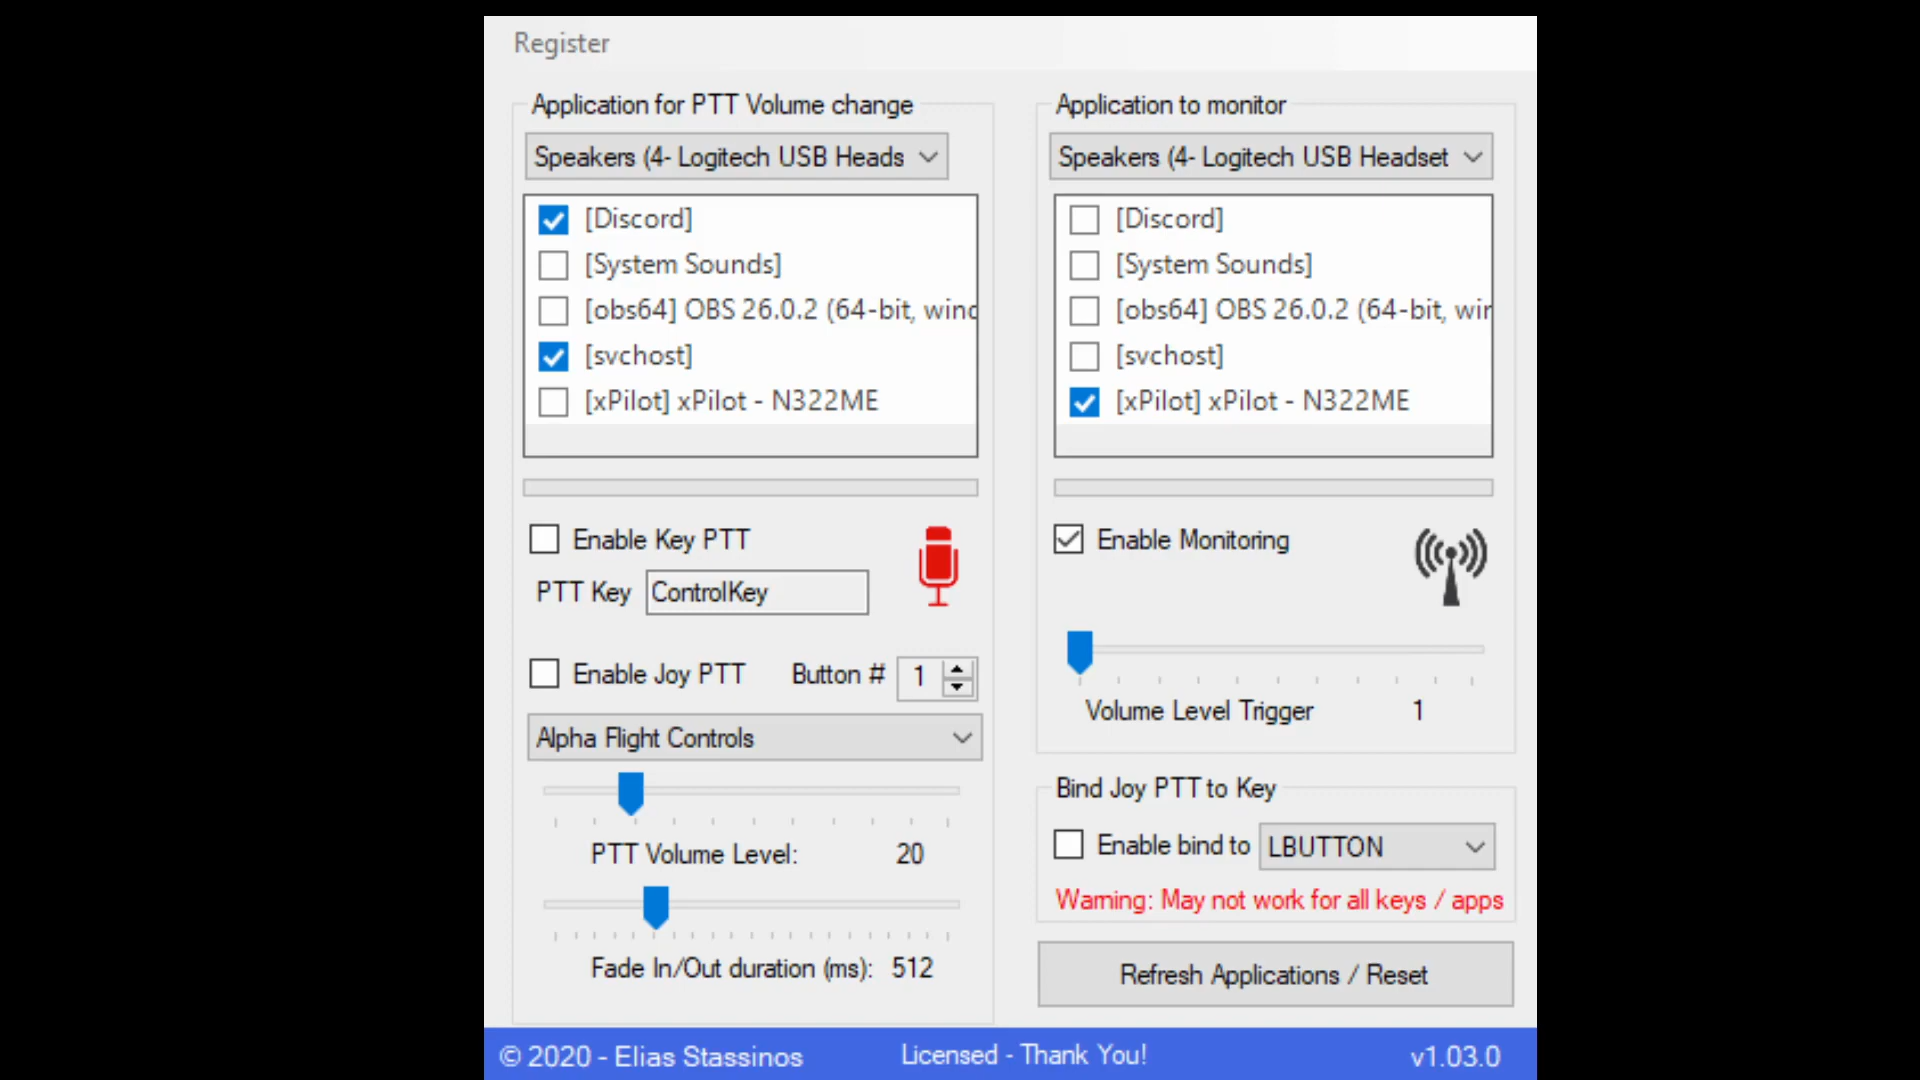 Register
Application for PTT Volume change
Speakers (4- Logitech USB Heads
[Discord]
[System Sounds]
[obs64] OBS 26.0.2 (64-bit, winc
[svchost]
[xPilot] xPilot - N322ME
Enable Key PTT
PTT Key ControlKey
Enable Joy PTT Button # 1
Alpha Flight Controls
PTT Volume Level: 20
Fade In/Out duration (ms): 512
Application to monitor
Speakers (4- Logitech USB Headset
[Discord]
[System Sounds]
[obs64] OBS 26.0.2 (64-bit, wir
[svchost]
[xPilot] xPilot - N322ME
Enable Monitoring
Volume Level Trigger 1
Bind Joy PTT to Key
Enable bind to LBUTTON
Warning: May not work for all keys / apps
Refresh Applications / Reset
© 2020 - Elias Stassinos Licensed - Thank You! v1.03.0